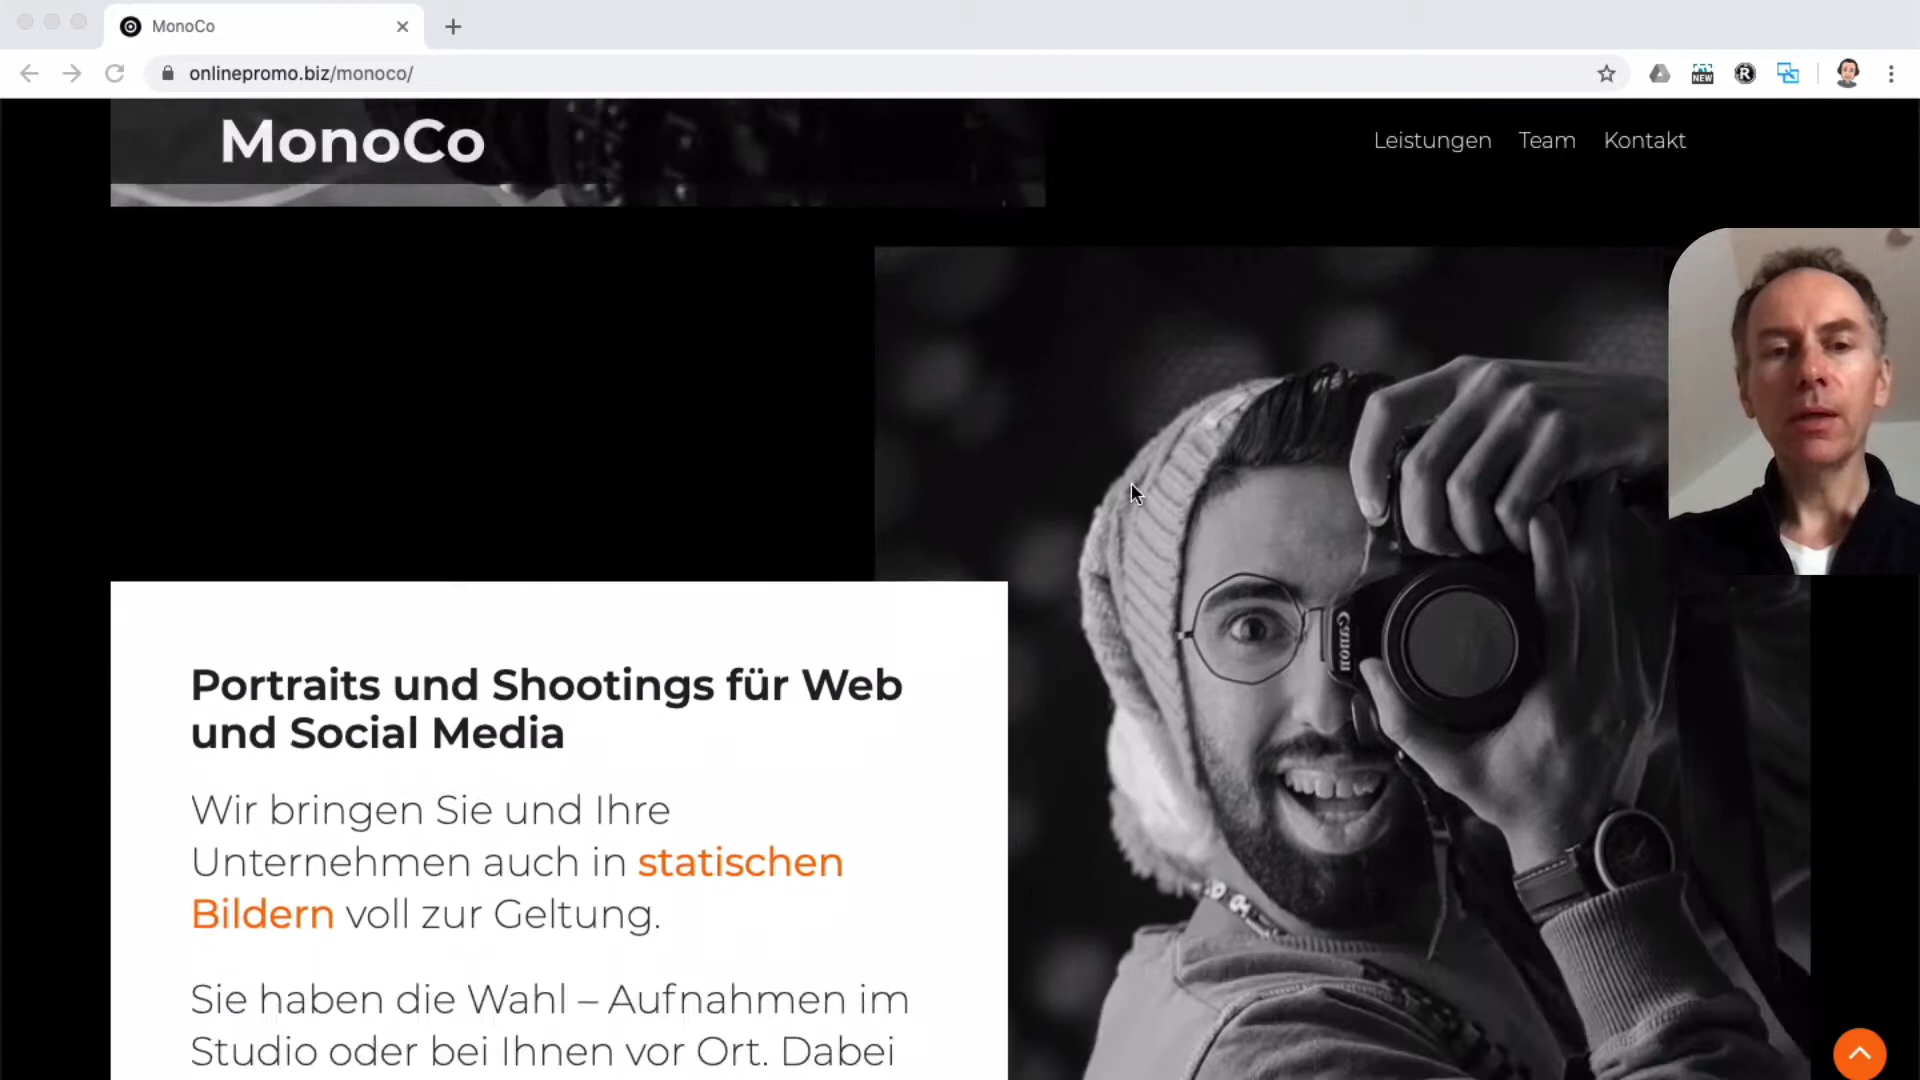 MonoCo
onlinepromo.biz/monoco/
NEW
R
MonoCo
Leistungen Team Kontakt
Canon
Portraits und Shootings für Web
und Social Media
Wir bringen Sie und Ihre
Unternehmen auch in statischen
Bildern voll zur Geltung.
Sie haben die Wahl – Aufnahmen im
Studio oder bei Ihnen vor Ort. Dabei